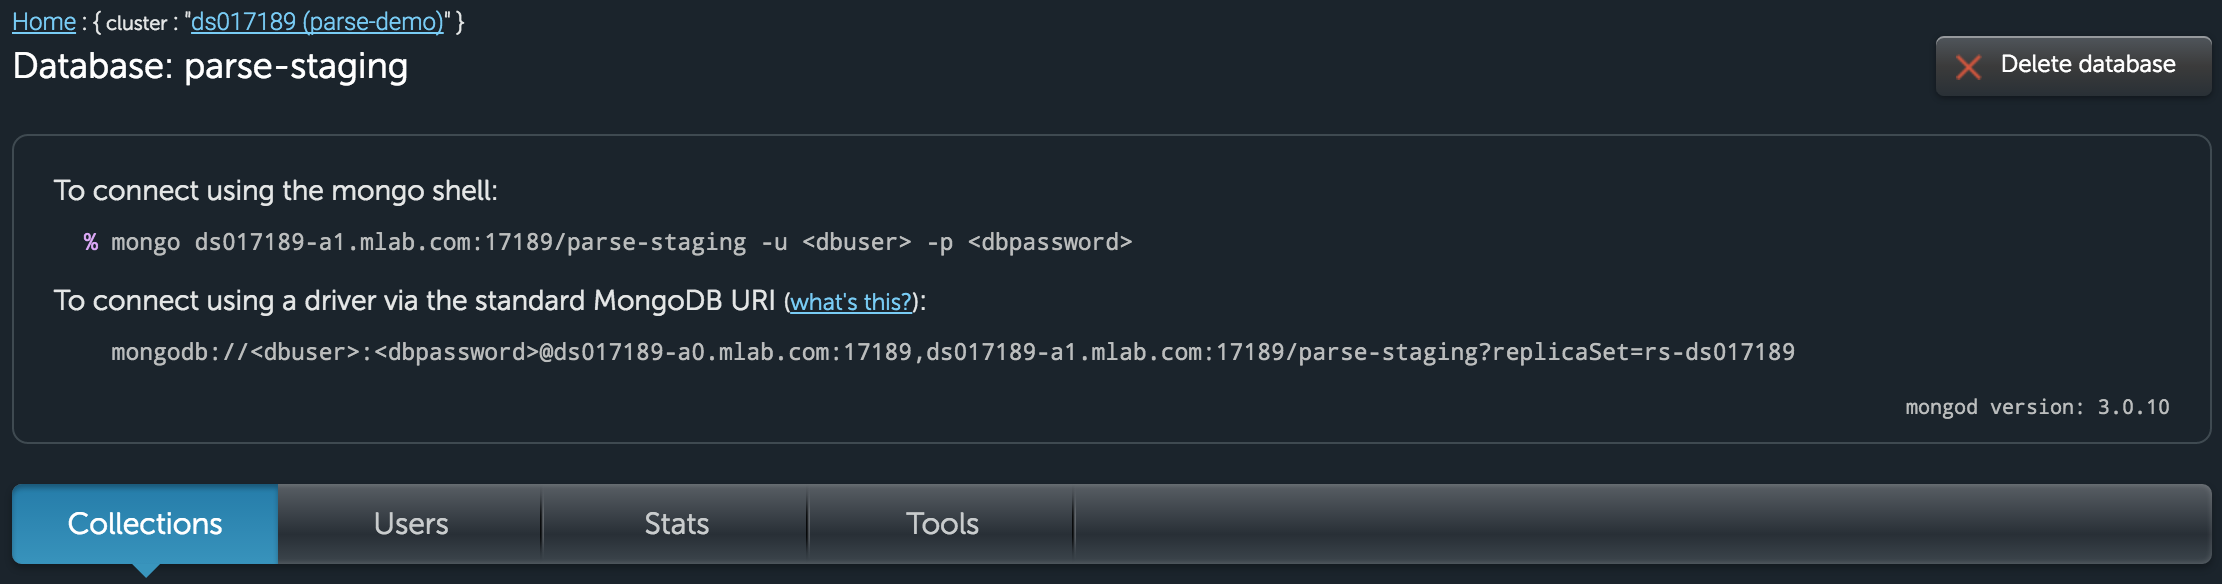 Home : { cluster : "ds017189 (parse-demo)" }
Database: parse-staging
Delete database
To connect using the mongo shell:
% mongo ds017189-a1.mlab.com:17189/parse-staging -u <dbuser> -p <dbpassword>
To connect using a driver via the standard MongoDB URI (what's this?):
mongodb://<dbuser>:<dbpassword>@ds017189-a0.mlab.com:17189,ds017189-a1.mlab.com:17189/parse-staging?replicaSet=rs-ds017189
mongod version: 3.0.10
Collections Users Stats Tools